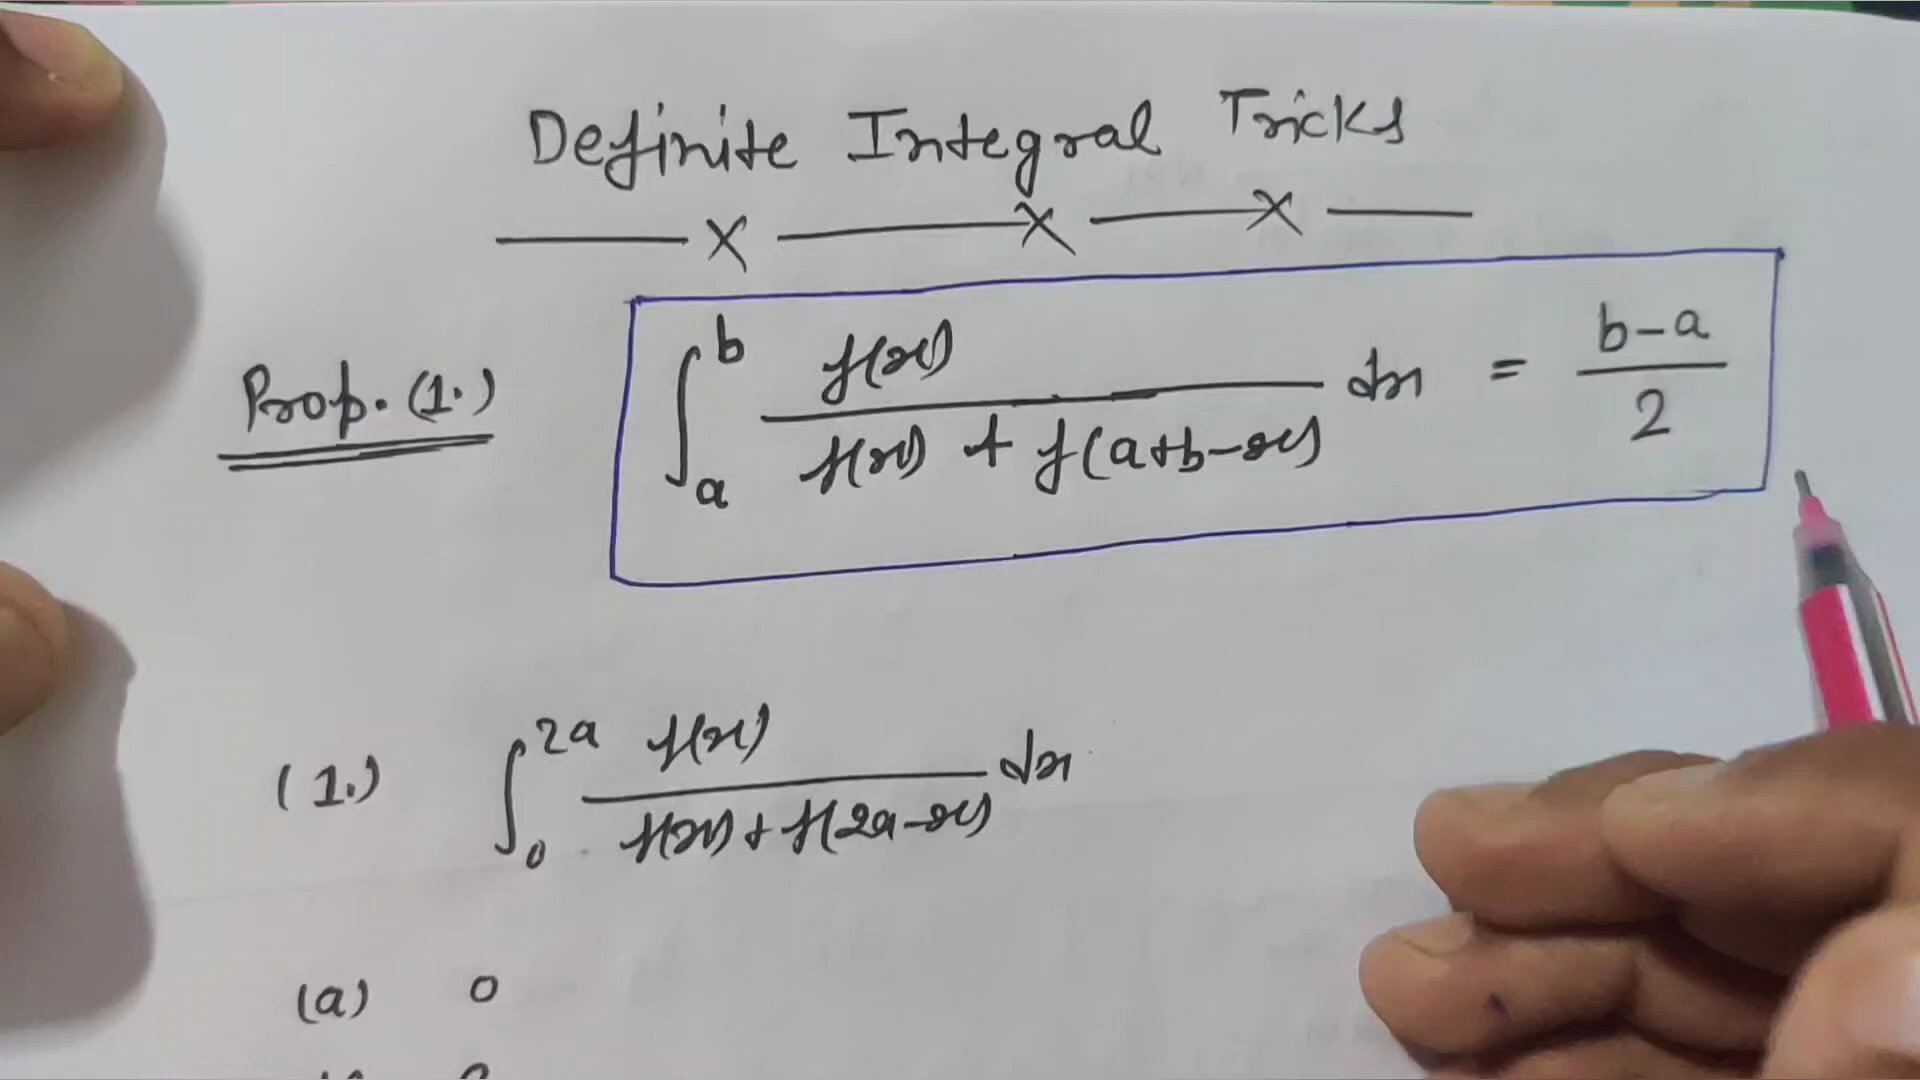 Definite Integral Tricks
—— X —— X —— X ——
Prop. (1.) ∫_a^b f(x) / (f(x) + f(a+b-x)) dx = (b-a)/2
(1.) ∫_0^{2a} f(x) / (f(x) + f(2a-x)) dx
(a) 0